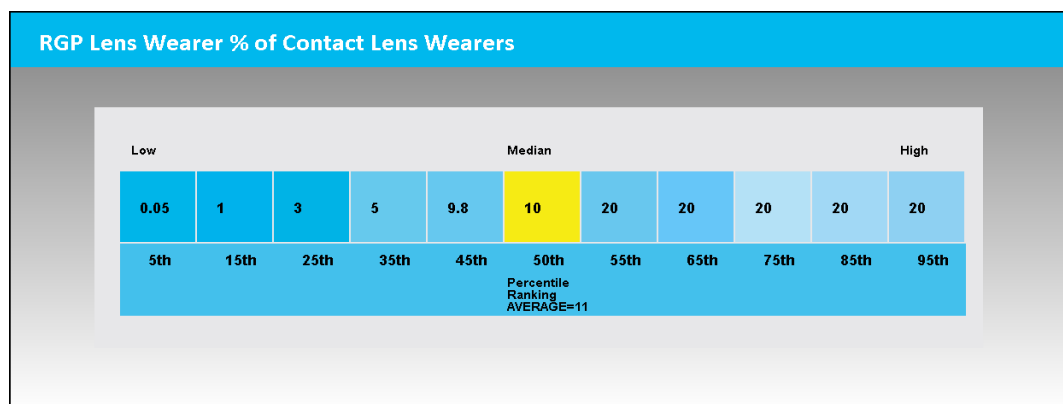 RGP Lens Wearer % of Contact Lens Wearers
Low Median High
0.05 1 3 5 9.8 10 20 20 20 20 20
5th 15th 25th 35th 45th 50th 55th 65th 75th 85th 95th
Percentile
Ranking
AVERAGE=11